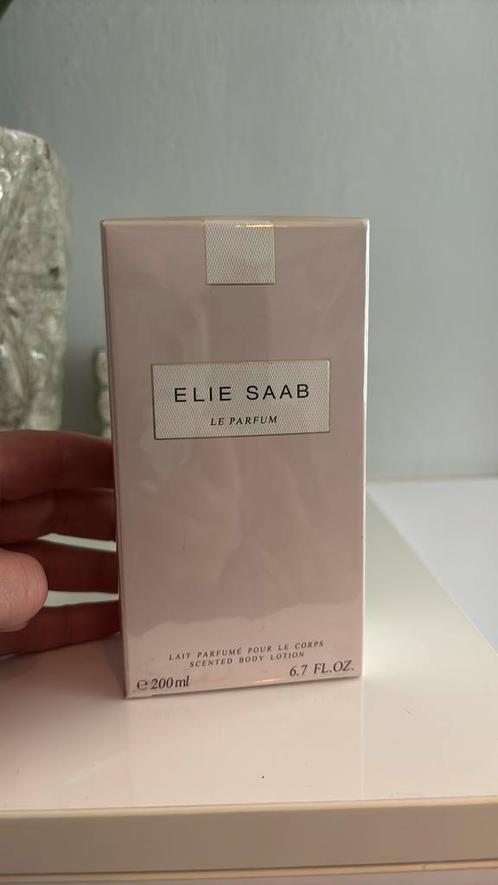 ELIE SAAB
LE PARFUM
LAIT PARFUMÉ POUR LE CORPS
SCENTED BODY LOTION
℮200ml
6.7 FL.OZ.